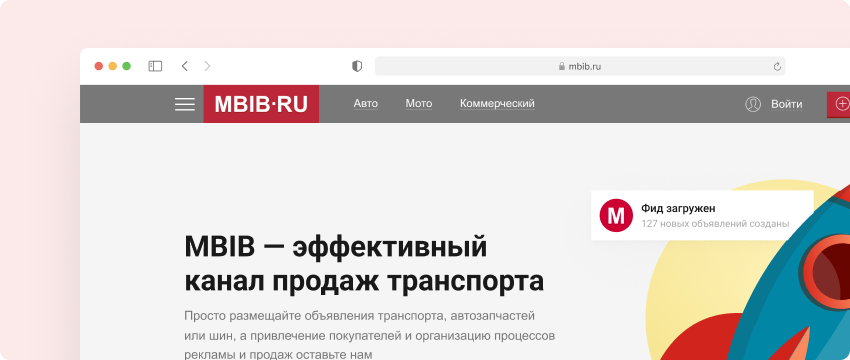 mbib.ru
MBIB·RU
Авто
Мото
Коммерческий
Войти
M
Фид загружен
127 новых объявлений созданы
MBIB — эффективный
канал продаж транспорта
Просто размещайте объявления транспорта, автозапчастей
или шин, а привлечение покупателей и организацию процессов
рекламы и продаж оставьте нам